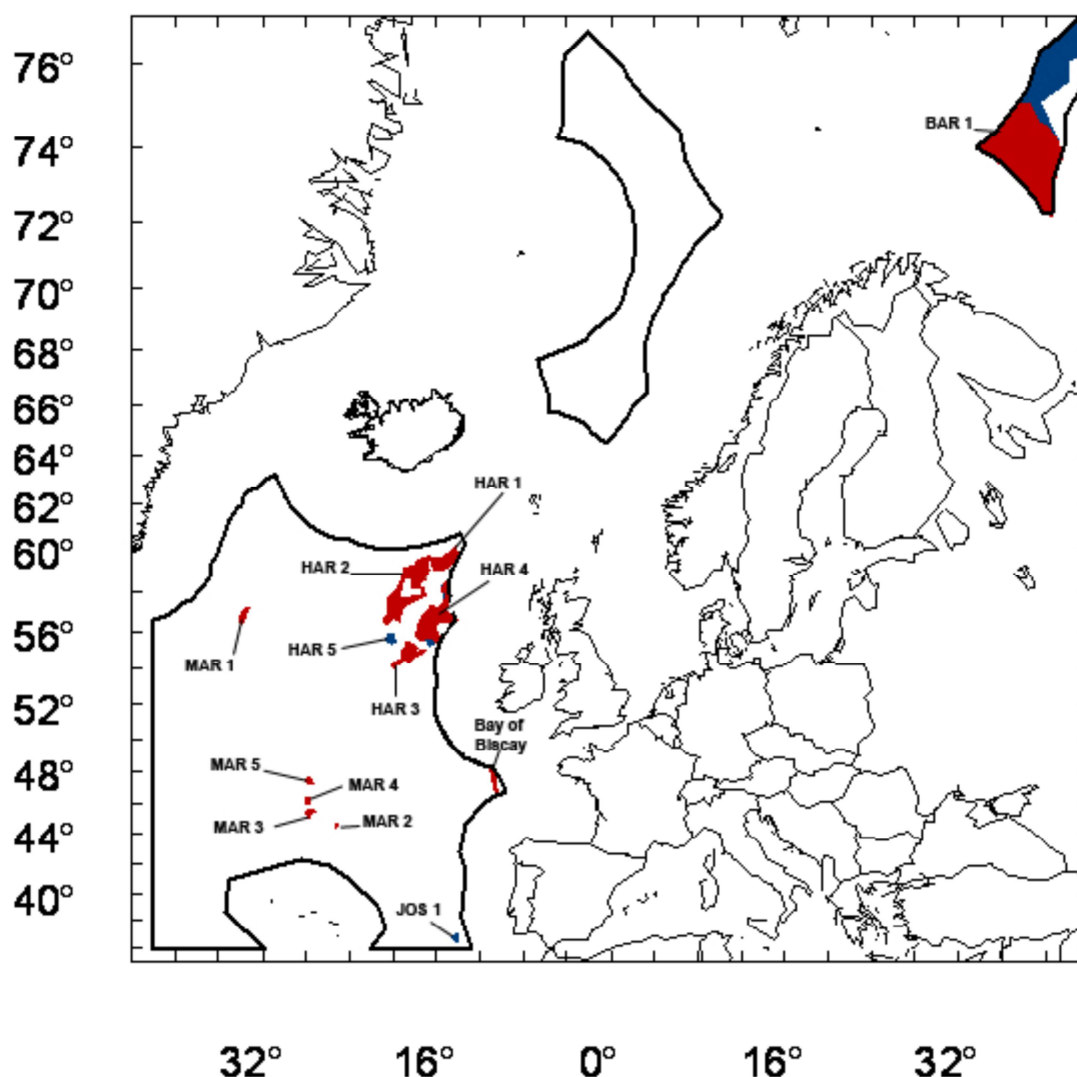 76°
BAR 1
74°
72°
70°
68°
66°
64°
HAR 1
62°
60°
HAR 2
HAR 4
56°
HAR 5
MAR 1
HAR 3
52°
Bay of
Biscay
MAR 5
48°
MAR 4
MAR 3
MAR 2
44°
40°
JOS 1
32° 16° 0° 16° 32°